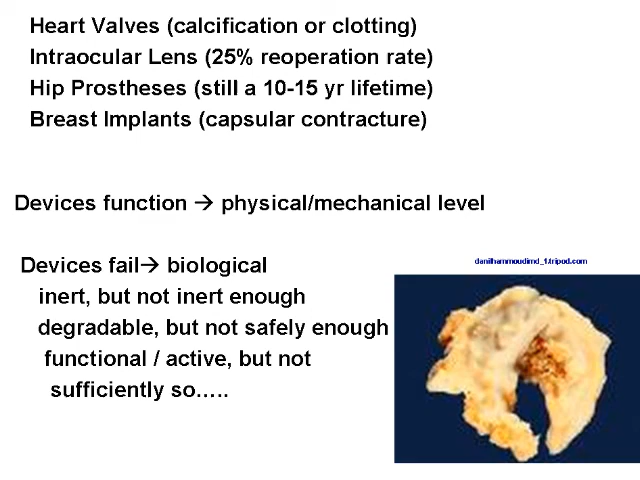 Heart Valves (calcification or clotting)
Intraocular Lens (25% reoperation rate)
Hip Prostheses (still a 10-15 yr lifetime)
Breast Implants (capsular contracture)
Devices function → physical/mechanical level
Devices fail→ biological
inert, but not inert enough
degradable, but not safely enough
functional / active, but not
sufficiently so…..
danilhammoudimd_1.tripod.com